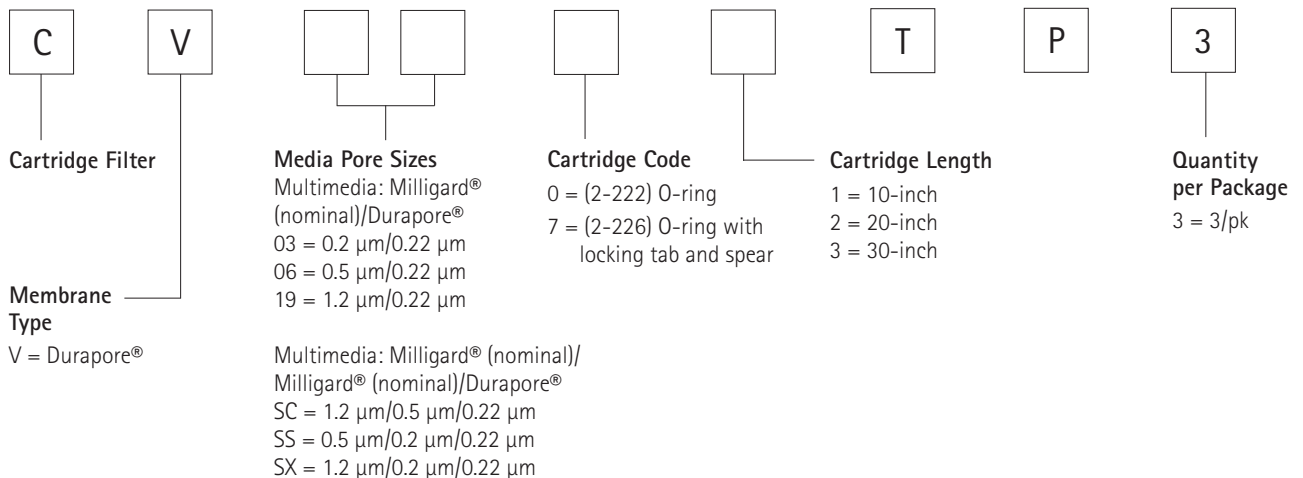 C V T P 3
Cartridge Filter
Membrane
Type
V = Durapore®
Media Pore Sizes
Multimedia: Milligard®
(nominal)/Durapore®
03 = 0.2 µm/0.22 µm
06 = 0.5 µm/0.22 µm
19 = 1.2 µm/0.22 µm
Multimedia: Milligard® (nominal)/
Milligard® (nominal)/Durapore®
SC = 1.2 µm/0.5 µm/0.22 µm
SS = 0.5 µm/0.2 µm/0.22 µm
SX = 1.2 µm/0.2 µm/0.22 µm
Cartridge Code
0 = (2-222) O-ring
7 = (2-226) O-ring with
locking tab and spear
Cartridge Length
1 = 10-inch
2 = 20-inch
3 = 30-inch
Quantity
per Package
3 = 3/pk